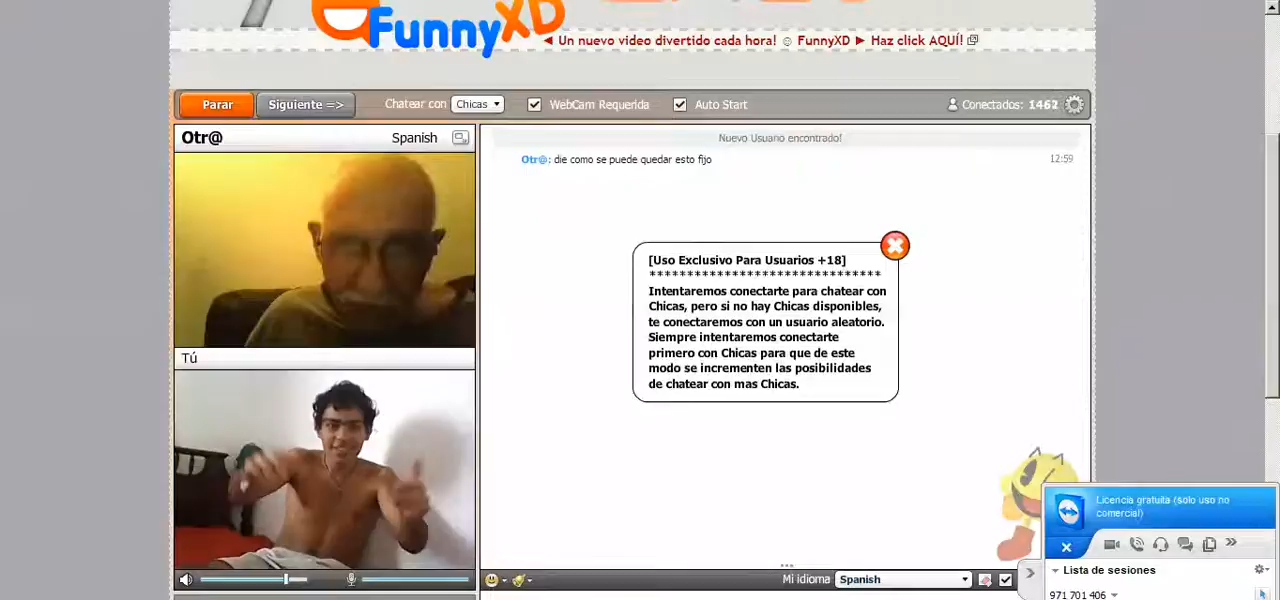 FunnyXD
◄ Un nuevo video divertido cada hora! ☺ FunnyXD ► Haz click AQUÍ!
Parar
Siguiente =>
Chatear con
Chicas
WebCam Requerida
Auto Start
Conectados: 1462
Otr@
Spanish
Nuevo Usuario encontrado!
Otr@: die como se puede quedar esto fijo
12:59
[Uso Exclusivo Para Usuarios +18]
*******************************
Intentaremos conectarte para chatear con
Chicas, pero si no hay Chicas disponibles,
te conectaremos con un usuario aleatorio.
Siempre intentaremos conectarte
primero con Chicas para que de este
modo se incrementen las posibilidades
de chatear con mas Chicas.
Tú
Licencia gratuita (sólo uso no
comercial)
Mi idioma
Spanish
Lista de sesiones
971 701 406